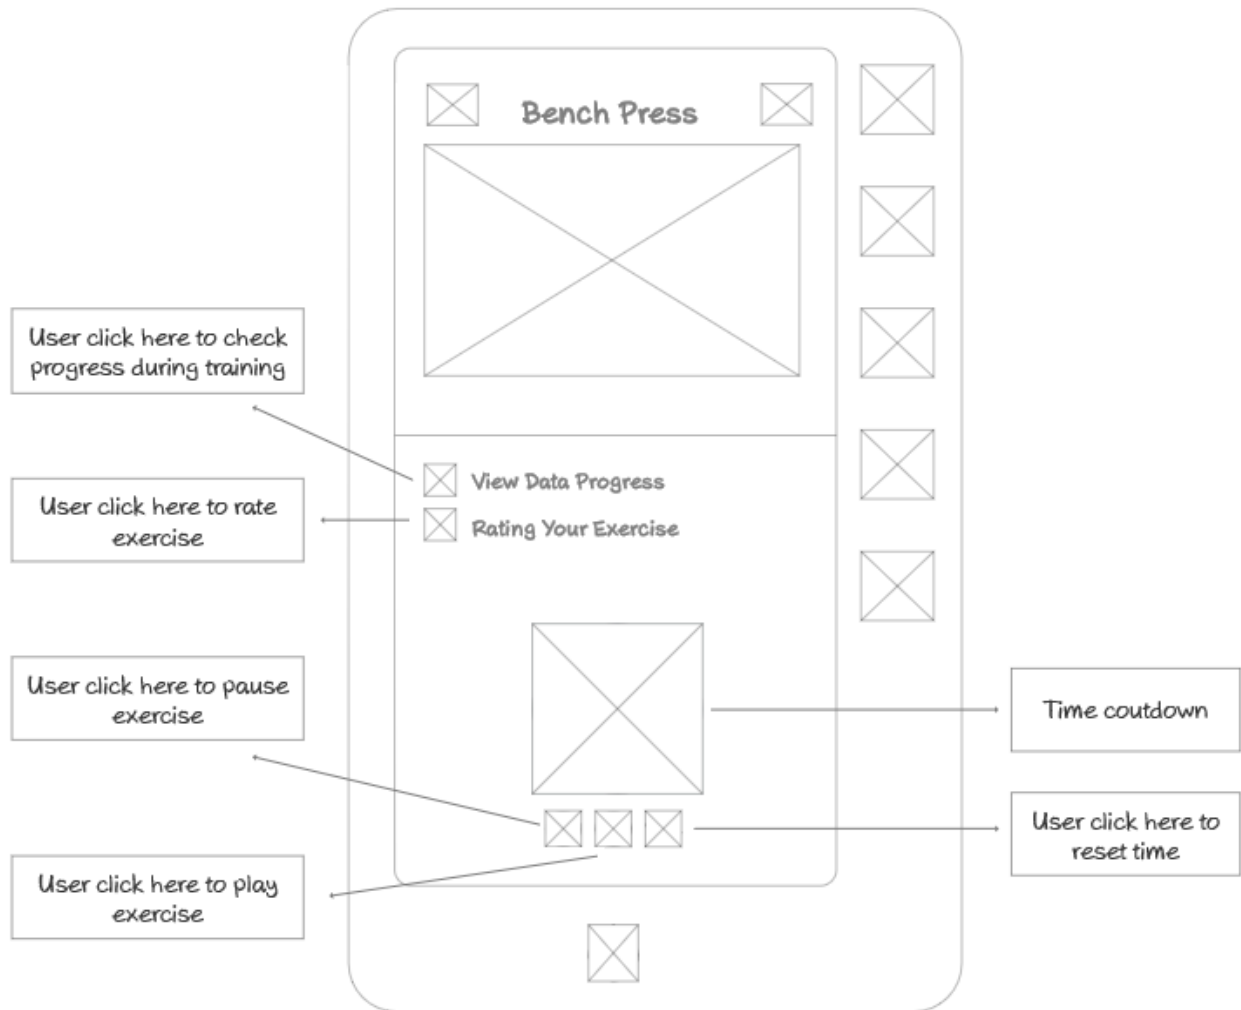 Bench Press
User click here to check
progress during training
View Data Progress
User click here to rate
exercise
Rating Your Exercise
User click here to pause
exercise
Time coutdown
User click here to
reset time
User click here to play
exercise